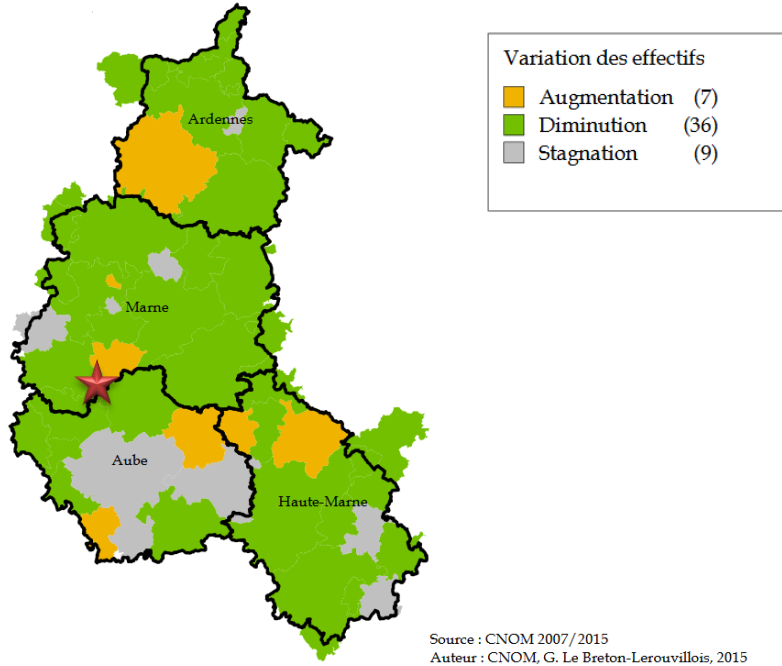 Variation des effectifs
Augmentation (7)
Diminution (36)
Stagnation (9)
Ardennes
Marne
Aube
Haute-Marne
Source : CNOM 2007/2015
Auteur : CNOM, G. Le Breton-Lerouvillois, 2015